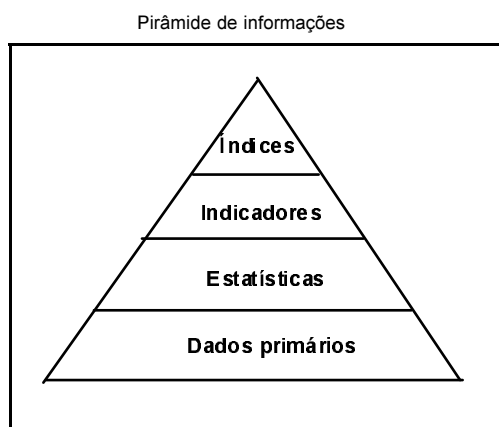 Pirâmide de informações
Índices
Indicadores
Estatísticas
Dados primários